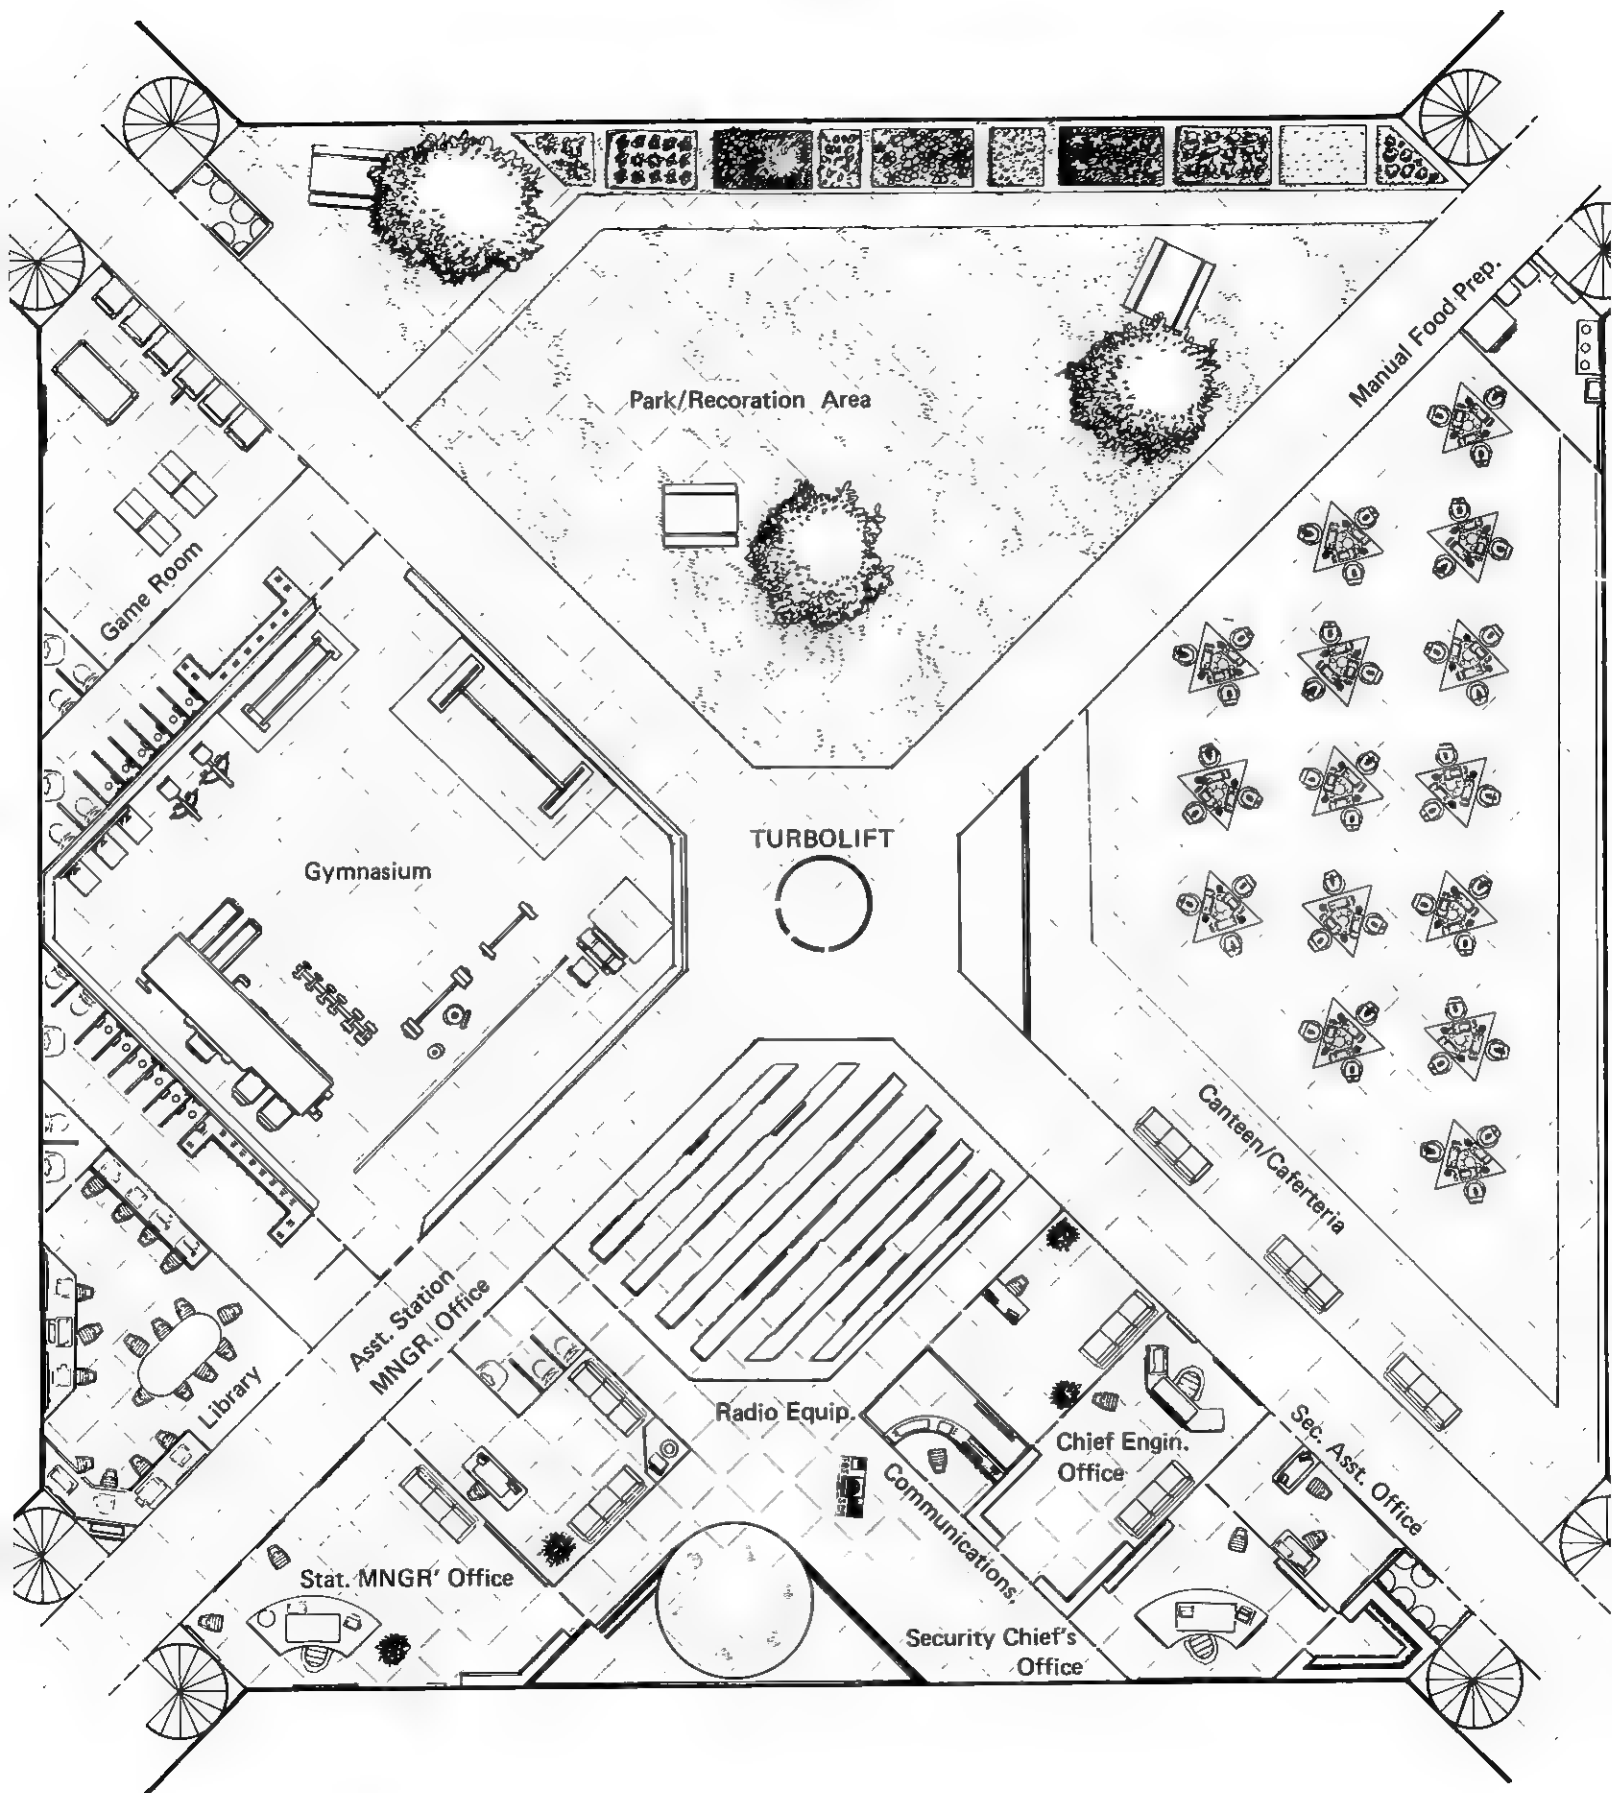 Manual Food Prep.
Park/Recoration Area
Game Room
TURBOLIFT
Gymnasium
Canteen/Caferteria
Asst. Station
MNGR. Office
Library
Radio Equip.
Chief Engin.
Office
Sec. Asst. Office
Communications,
Stat. MNGR' Office
Security Chief's
Office